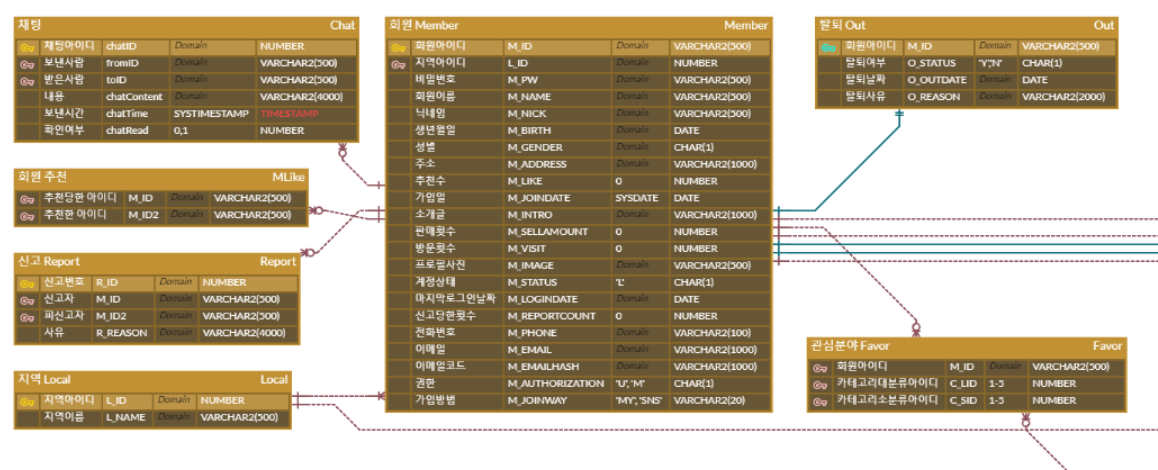 채팅 Chat
채팅아이디 chatID Domain NUMBER
보낸사람 fromID Domain VARCHAR2(500)
받은사람 toID Domain VARCHAR2(500)
내용 chatContent Domain VARCHAR2(4000)
보낸시간 chatTime SYSTIMESTAMP TIMESTAMP
확인여부 chatRead 0,1 NUMBER
회원 추천 MLike
추천당한 아이디 M_ID Domain VARCHAR2(500)
추천한 아이디 M_ID2 Domain VARCHAR2(500)
신고 Report Report
신고번호 R_ID Domain NUMBER
신고자 M_ID Domain VARCHAR2(500)
피신고자 M_ID2 Domain VARCHAR2(500)
사유 R_REASON Domain VARCHAR2(4000)
지역 Local Local
지역아이디 L_ID Domain NUMBER
지역이름 L_NAME Domain VARCHAR2(500)
회원 Member Member
회원아이디 M_ID Domain VARCHAR2(500)
지역아이디 L_ID Domain NUMBER
비밀번호 M_PW Domain VARCHAR2(500)
회원이름 M_NAME Domain VARCHAR2(500)
닉네임 M_NICK Domain VARCHAR2(500)
생년월일 M_BIRTH Domain DATE
성별 M_GENDER Domain CHAR(1)
주소 M_ADDRESS Domain VARCHAR2(1000)
추천수 M_LIKE 0 NUMBER
가입일 M_JOINDATE SYSDATE DATE
소개글 M_INTRO Domain VARCHAR2(1000)
판매횟수 M_SELLAMOUNT 0 NUMBER
방문횟수 M_VISIT 0 NUMBER
프로필사진 M_IMAGE Domain VARCHAR2(500)
계정상태 M_STATUS 'L' CHAR(1)
마지막로그인날짜 M_LOGINDATE Domain DATE
신고당한횟수 M_REPORTCOUNT 0 NUMBER
전화번호 M_PHONE Domain VARCHAR2(100)
이메일 M_EMAIL Domain VARCHAR2(1000)
이메일코드 M_EMAILHASH Domain VARCHAR2(1000)
권한 M_AUTHORIZATION 'U', 'M' CHAR(1)
가입방법 M_JOINWAY "MY","SNS" VARCHAR2(20)
탈퇴 Out Out
회원아이디 M_ID Domain VARCHAR2(500)
탈퇴여부 O_STATUS 'Y','N' CHAR(1)
탈퇴날짜 O_OUTDATE Domain DATE
탈퇴사유 O_REASON Domain VARCHAR2(2000)
관심분야 Favor Favor
회원아이디 M_ID Domain VARCHAR2(500)
카테고리대분류아이디 C_LID 1-5 NUMBER
카테고리소분류아이디 C_SID 1-5 NUMBER